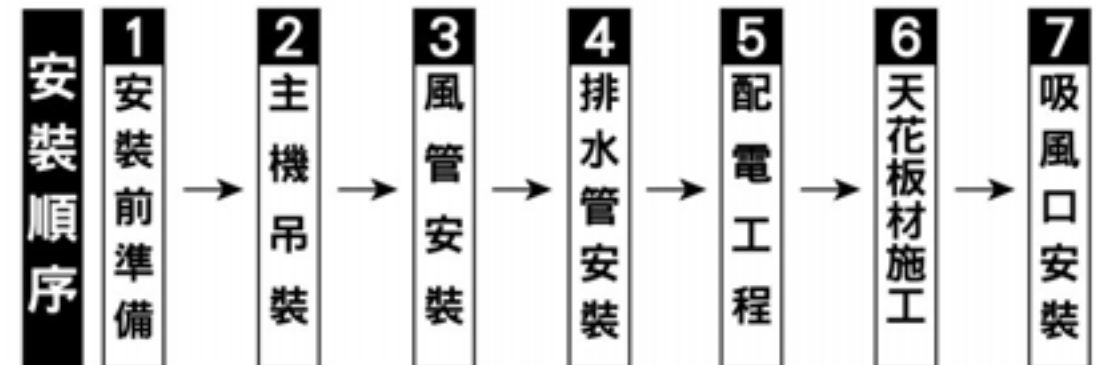 安裝順序
1
安裝前準備
2
主機吊裝
3
風管安裝
4
排水管安裝
5
配電工程
6
天花板材施工
7
吸風口安裝